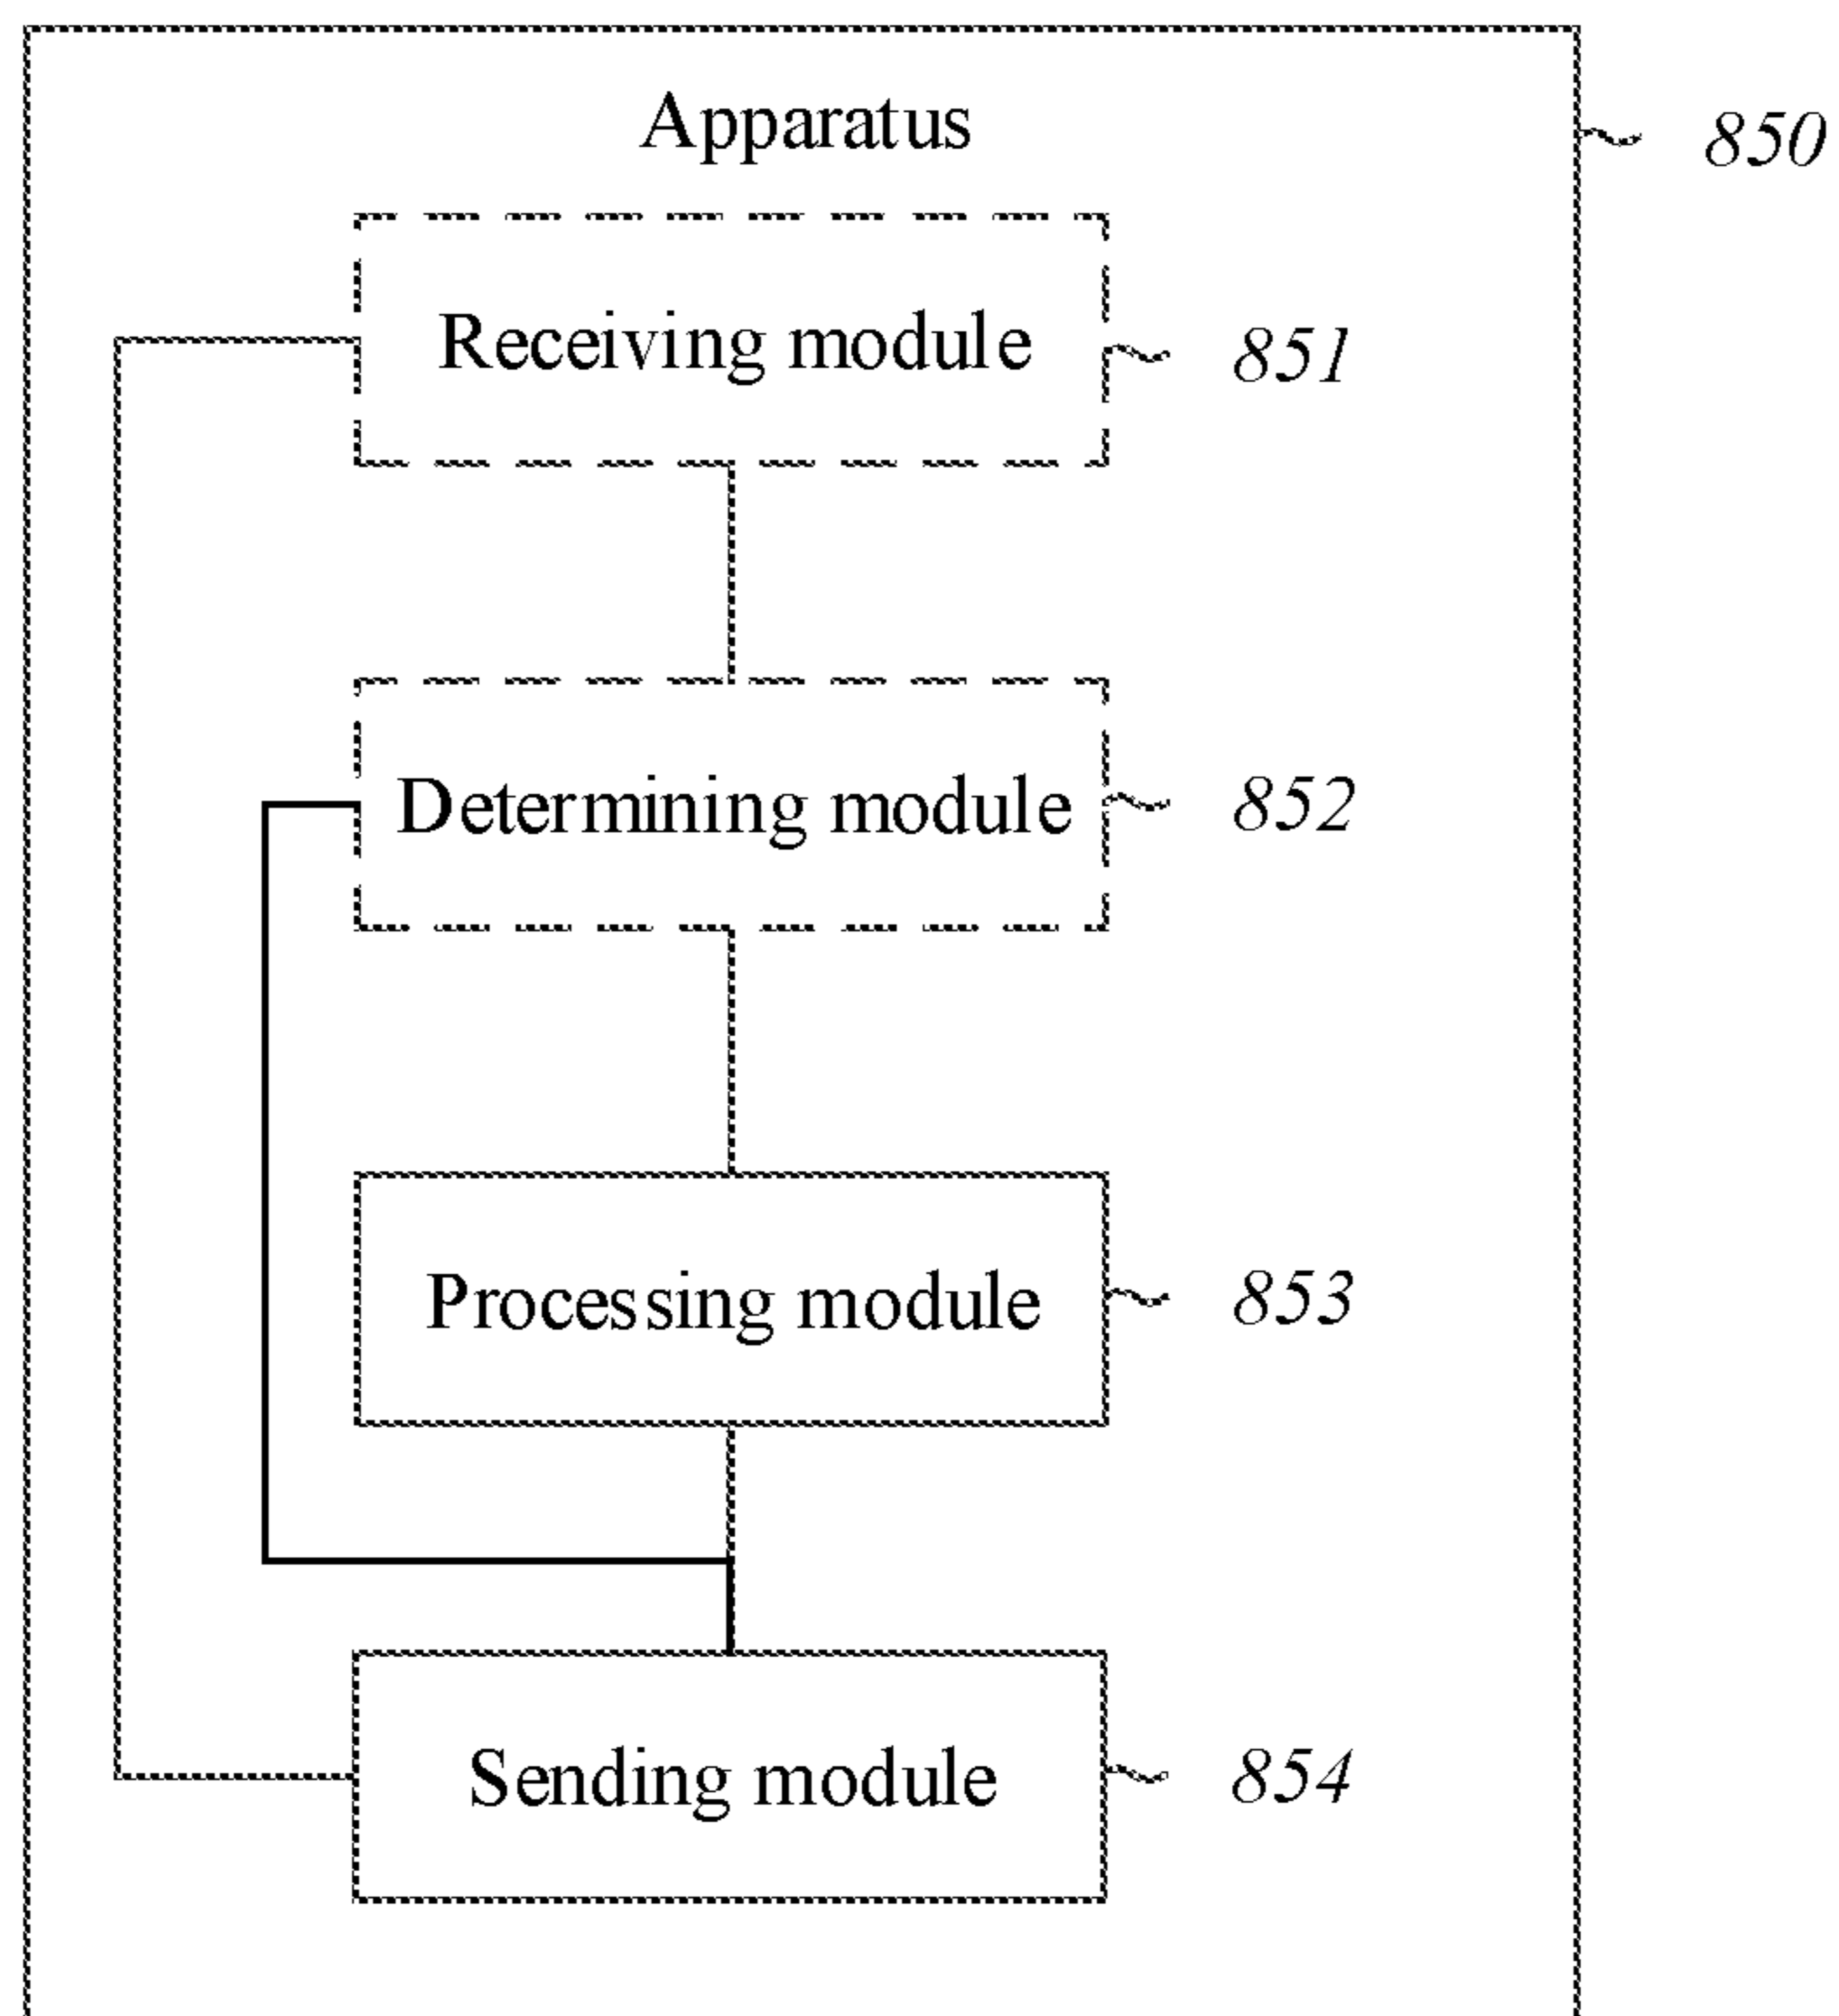 Apparatus
850
Receiving module
851
Determining module
852
Processing module
853
Sending module
854